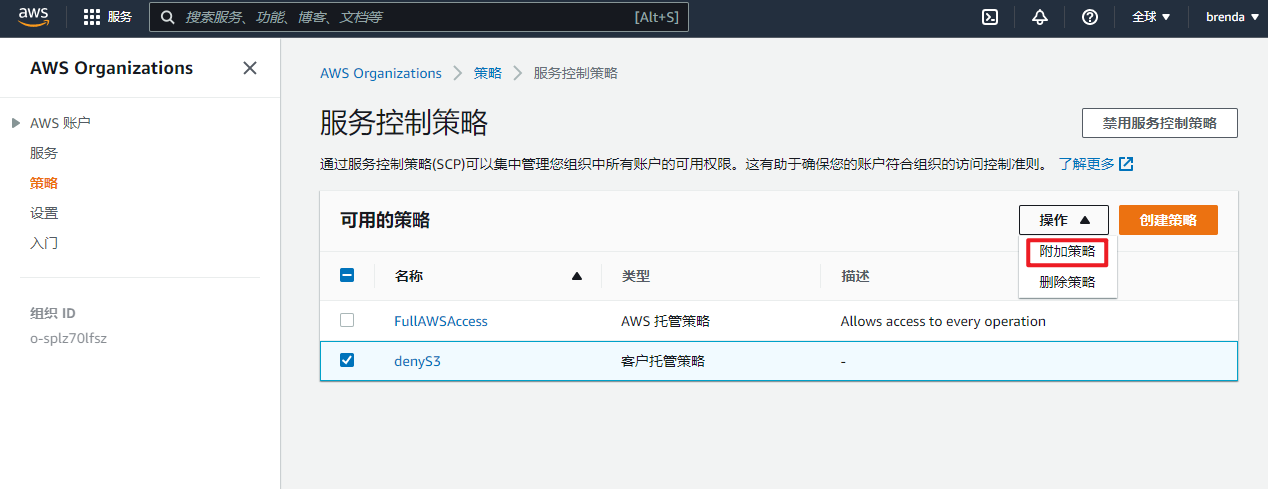 aws 服务 搜索服务、功能、博客、文档等 [Alt+S] 全球 brenda
AWS Organizations
AWS 账户
服务
策略
设置
入门
组织 ID
o-splz70lfsz
AWS Organizations 策略 服务控制策略
服务控制策略 禁用服务控制策略
通过服务控制策略(SCP)可以集中管理您组织中所有账户的可用权限。这有助于确保您的账户符合组织的访问控制准则。 了解更多
可用的策略 操作 创建策略
附加策略
删除策略
名称 类型 描述
FullAWSAccess AWS 托管策略 Allows access to every operation
denyS3 客户托管策略 -